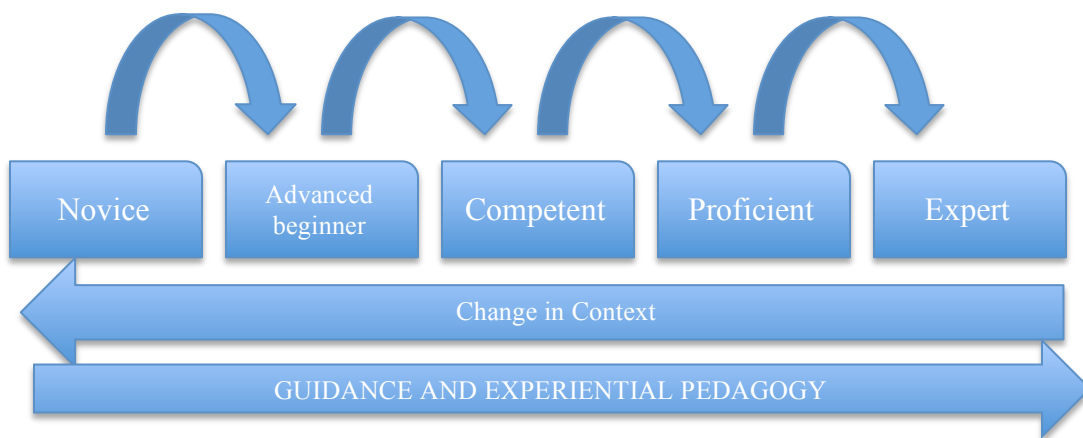 Novice
Advanced
beginner
Competent
Proficient
Expert
Change in Context
GUIDANCE AND EXPERIENTIAL PEDAGOGY